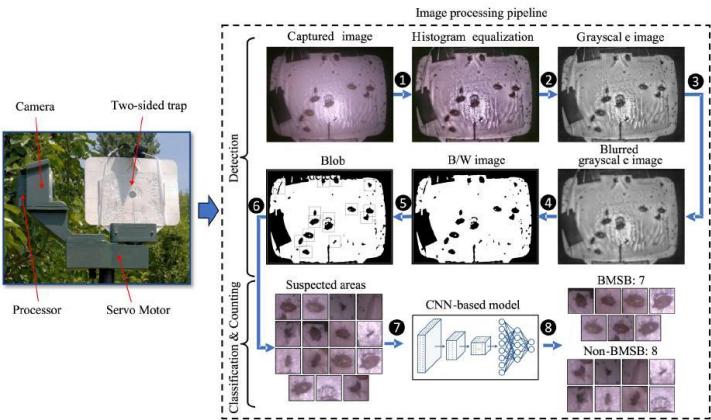 Image processing pipeline
Captured image
Histogram equalization
Grayscal e image
1
2
3
Camera
Two-sided trap
Detection
Blob
B/W image
Blurred
grayscal e image
6
5
4
Processor
Servo Motor
Classification & Counting
Suspected areas
CNN-based model
BMSB: 7
7
8
Non-BMSB: 8